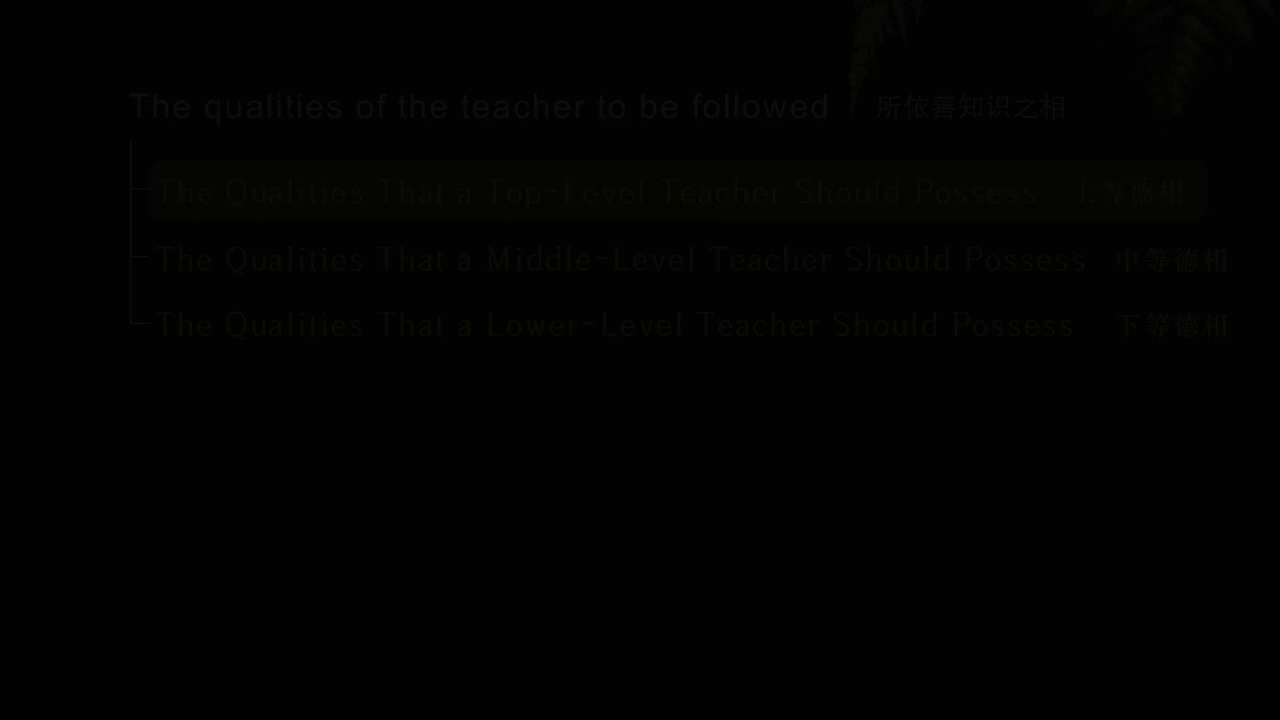 The qualities of the teacher to be followed 所依善知识之相
The Qualities That a Top-Level Teacher Should Possess 上等德相
The Qualities That a Middle-Level Teacher Should Possess 中等德相
The Qualities That a Lower-Level Teacher Should Possess 下等德相